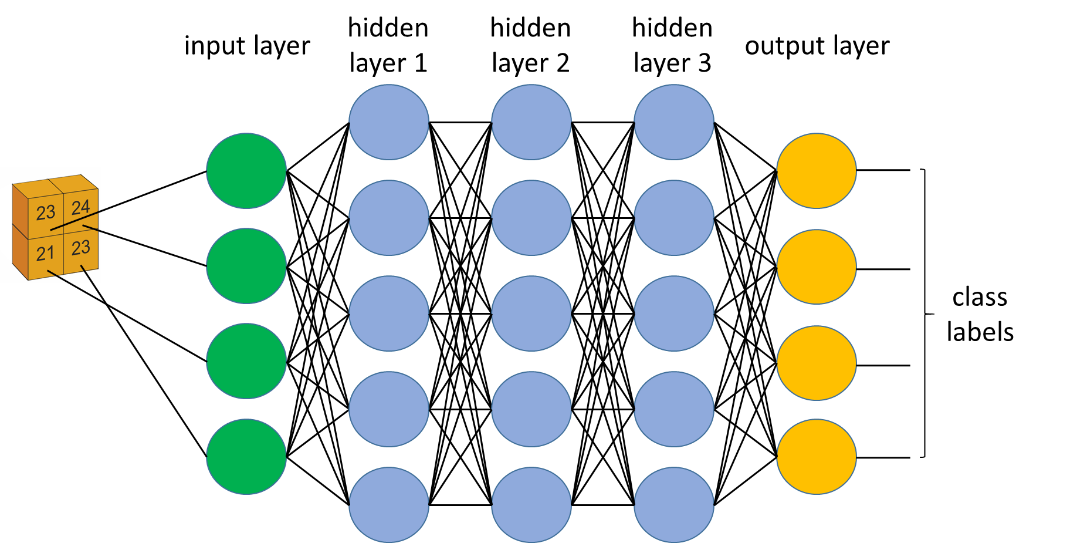 input layer
hidden
layer 1
hidden
layer 2
hidden
layer 3
output layer
23 24
21 23
class
labels